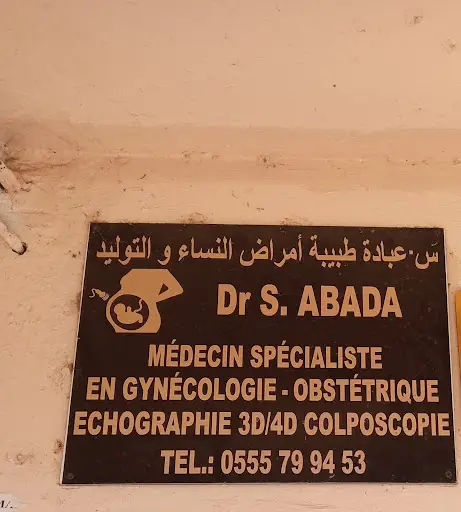 س.عبادة طبيبة أمراض النساء و التوليد
Dr S. ABADA
MÉDECIN SPÉCIALISTE
EN GYNÉCOLOGIE - OBSTÉTRIQUE
ECHOGRAPHIE 3D/4D COLPOSCOPIE
TEL.: 0555 79 94 53